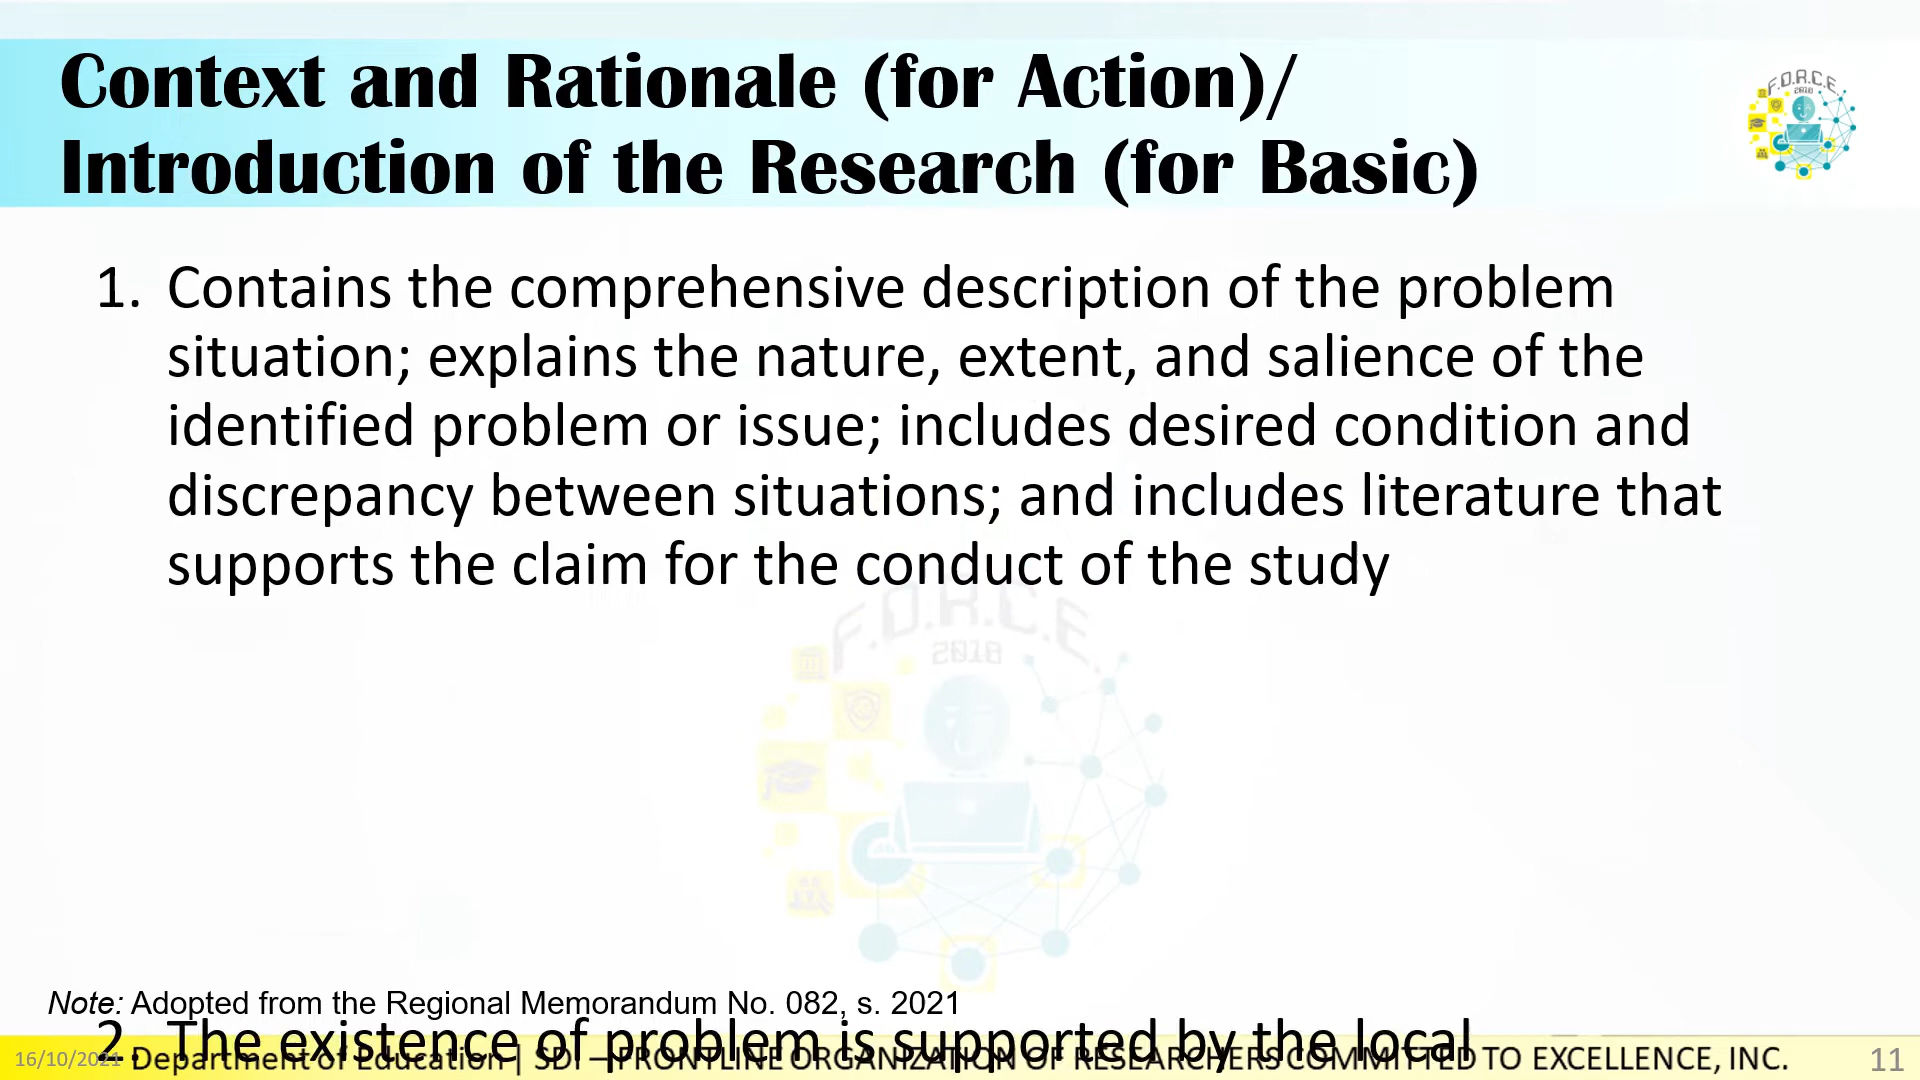 Context and Rationale (for Action)/
Introduction of the Research (for Basic)
F.O.R.C.E.
2018
1. Contains the comprehensive description of the problem
situation; explains the nature, extent, and salience of the
identified problem or issue; includes desired condition and
discrepancy between situations; and includes literature that
supports the claim for the conduct of the study
F.O.R.C.E.
2018
Note: Adopted from the Regional Memorandum No. 082, s. 2021
2. The existence of problem is supported by the local
16/10/2021
Department of Education | SDI – FRONTLINE ORGANIZATION OF RESEARCHERS COMMITTED TO EXCELLENCE, INC.
11